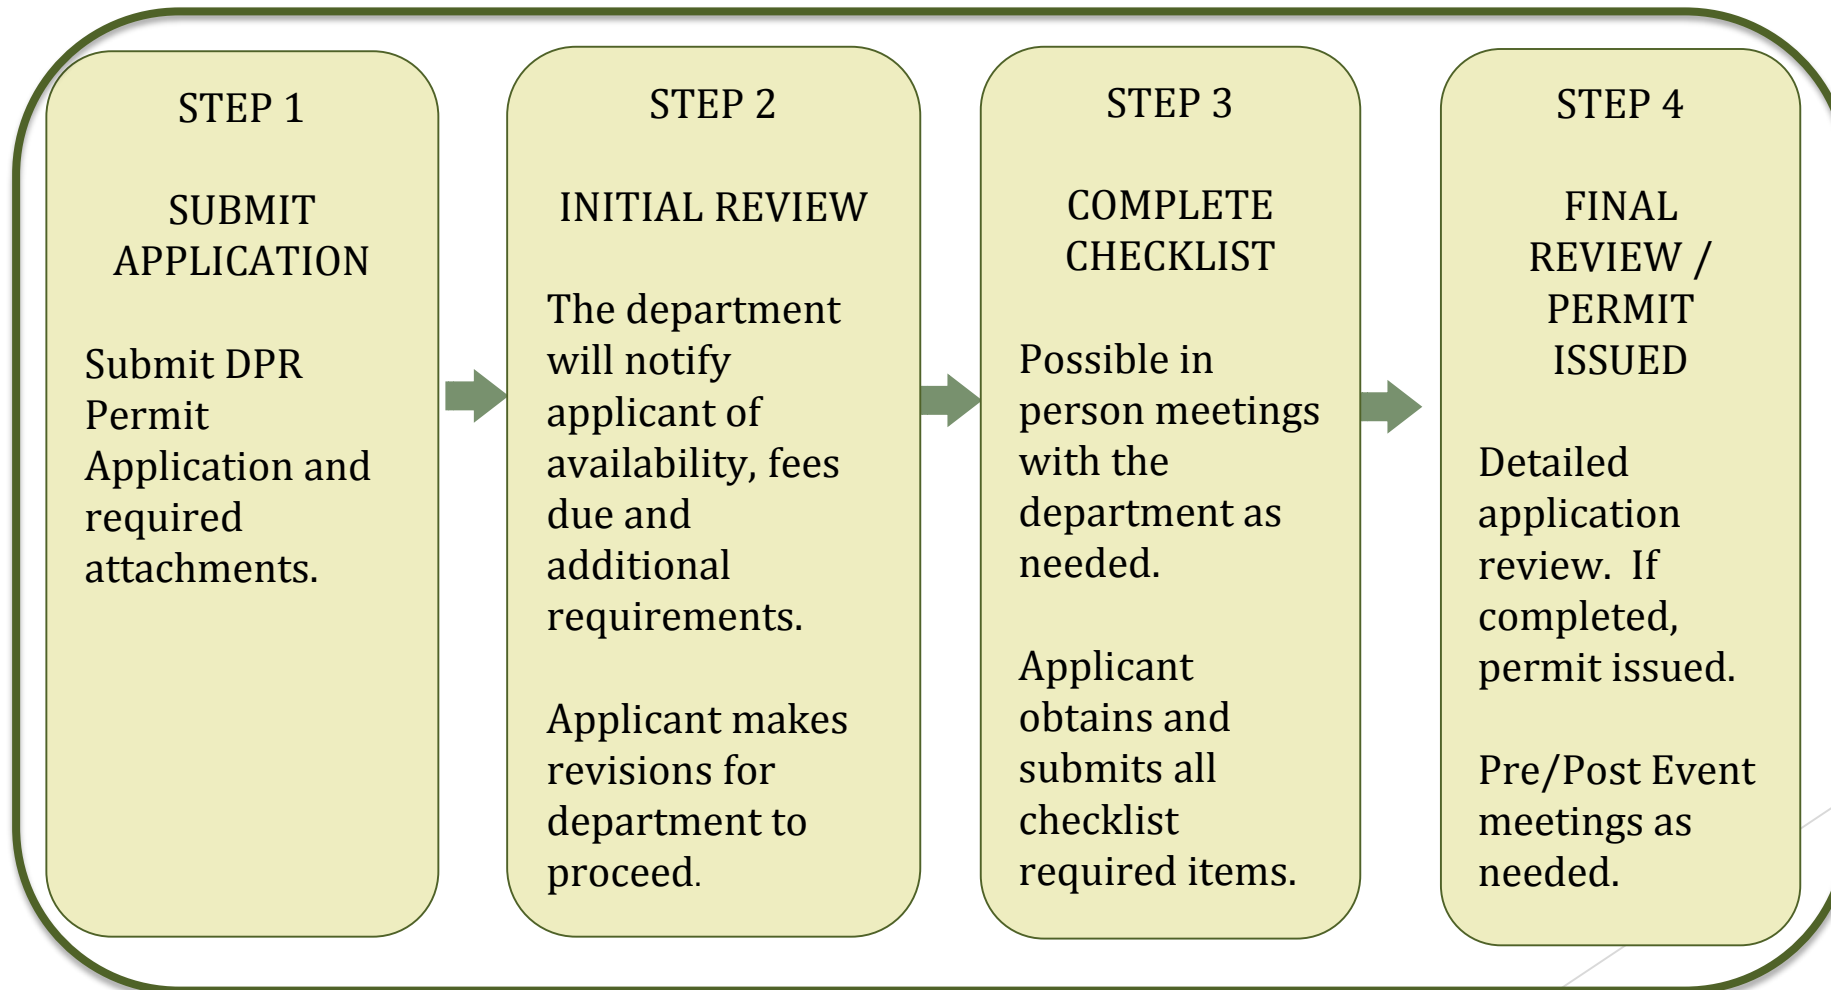 STEP 1
SUBMIT
APPLICATION
Submit DPR
Permit
Application and
required
attachments.
STEP 2
INITIAL REVIEW
The department
will notify
applicant of
availability, fees
due and
additional
requirements.
Applicant makes
revisions for
department to
proceed.
STEP 3
COMPLETE
CHECKLIST
Possible in
person meetings
with the
department as
needed.
Applicant
obtains and
submits all
checklist
required items.
STEP 4
FINAL
REVIEW /
PERMIT
ISSUED
Detailed
application
review.  If
completed,
permit issued.
Pre/Post Event
meetings as
needed.